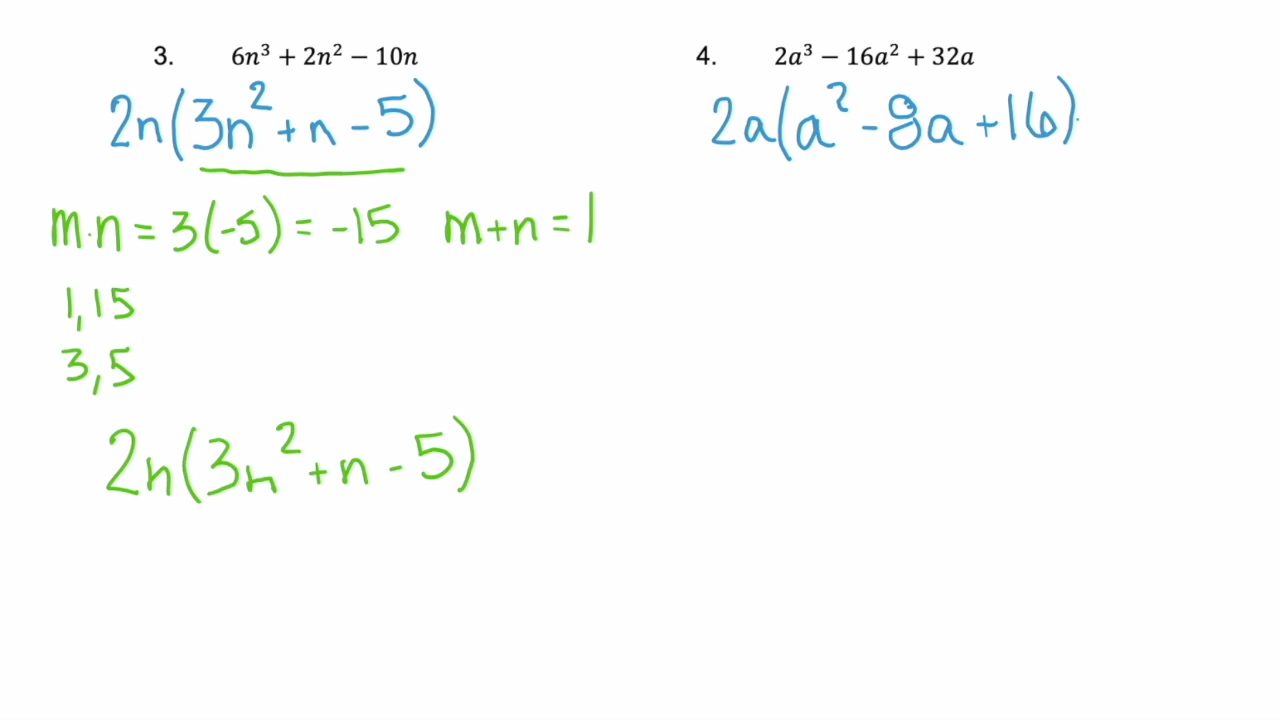 3. 6n³ + 2n² − 10n
2n(3n² + n − 5)
m·n = 3(-5) = -15 m+n = 1
1, 15
3, 5
2n(3n² + n − 5)
4. 2a³ − 16a² + 32a
2a(a² − 8a + 16)